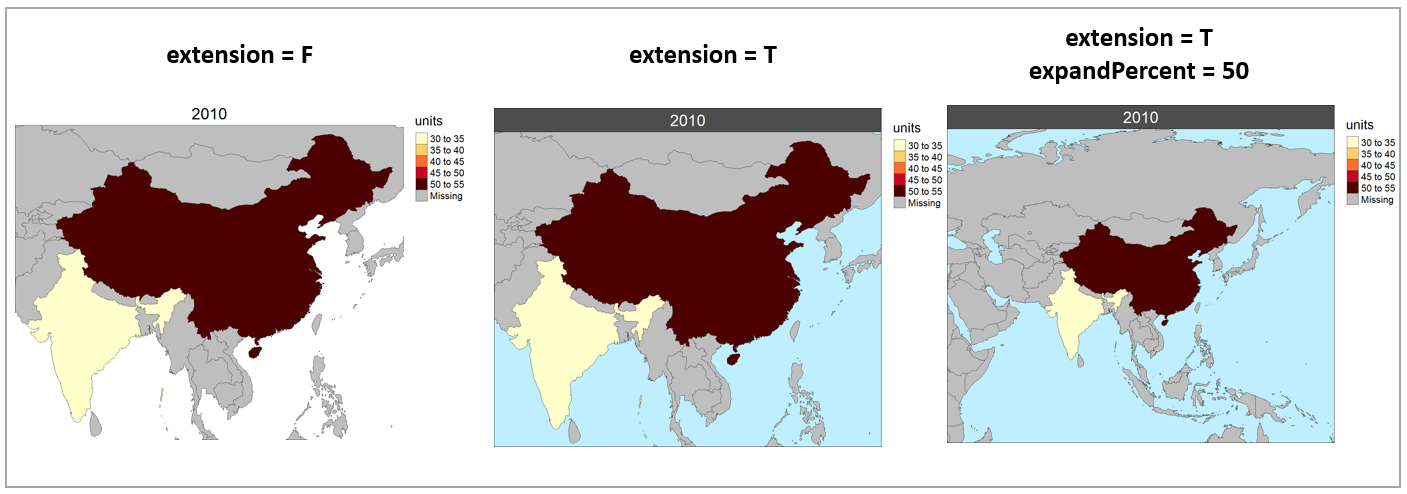 extension = F
2010
units
30 to 35
35 to 40
40 to 45
45 to 50
50 to 55
Missing
extension = T
2010
units
30 to 35
35 to 40
40 to 45
45 to 50
50 to 55
Missing
extension = T
expandPercent = 50
2010
units
30 to 35
35 to 40
40 to 45
45 to 50
50 to 55
Missing